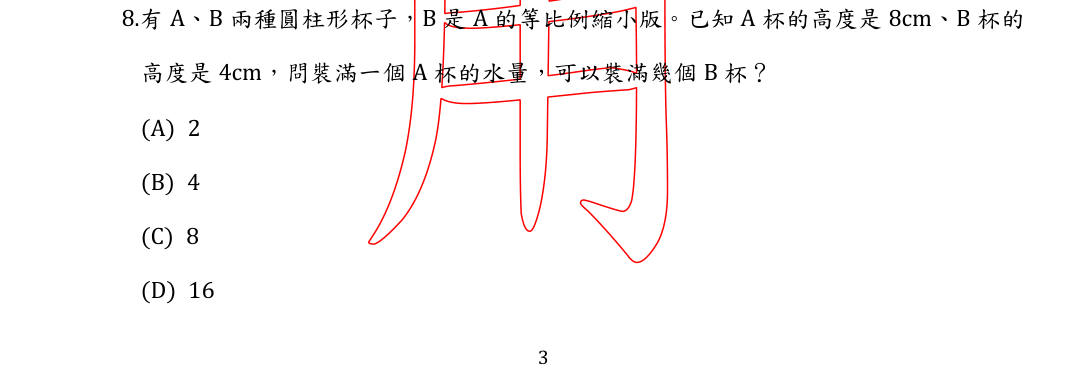 8.有 A、B 兩種圓柱形杯子，B 是 A 的等比例縮小版。已知 A 杯的高度是 8cm、B 杯的
高度是 4cm，問裝滿一個 A 杯的水量，可以裝滿幾個 B 杯？
(A) 2
(B) 4
(C) 8
(D) 16
3